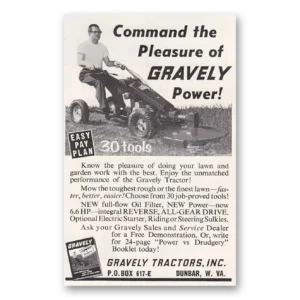 Command the
Pleasure of
GRAVELY
Power!
EASY
PAY
PLAN
30 tools
Know the pleasure of doing your lawn and
garden work with the best. Enjoy the unmatched
performance of the Gravely Tractor!
Mow the toughest rough or the finest lawn—fas-
ter, better, easier! Choose from 30 job-proved tools!
NEW full-flow Oil Filter, NEW Power—now
6.6 HP—integral REVERSE, ALL-GEAR DRIVE.
Optional Electric Starter, Riding or Steering Sulkies.
Ask your Gravely Sales and Service Dealer
for a Free Demonstration. Or, write
for 24-page "Power vs Drudgery"
Booklet today!
GRAVELY
GRAVELY TRACTORS, INC.
P.O. BOX 617-E DUNBAR, W. VA.